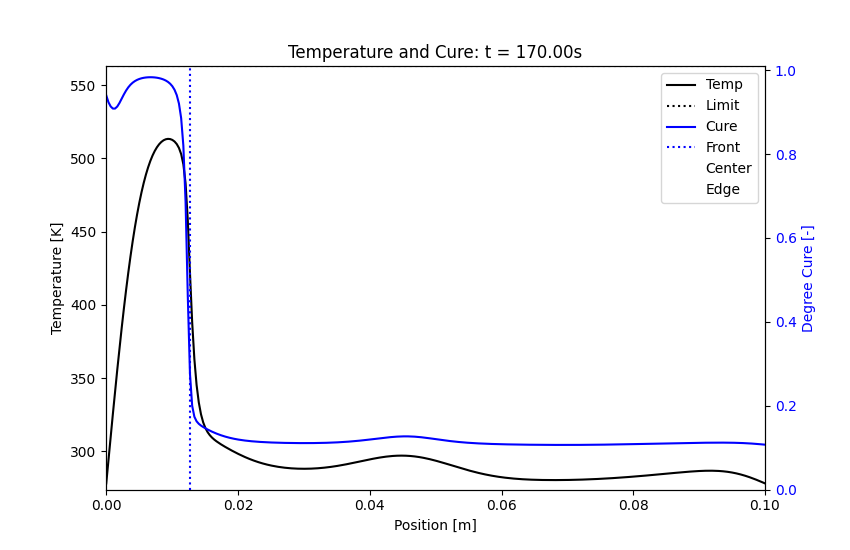 Temperature and Cure: t = 170.00s
550
500
450
400
350
300
Temperature [K]
1.0
0.8
0.6
0.4
0.2
0.0
Degree Cure [-]
Temp
Limit
Cure
Front
Center
Edge
0.00 0.02 0.04 0.06 0.08 0.10
Position [m]